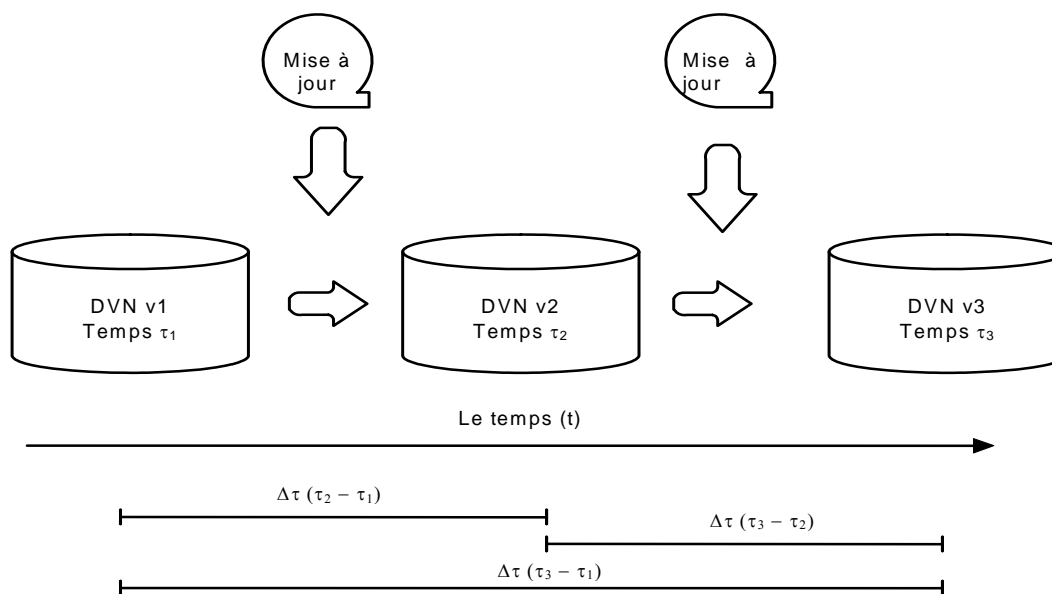 Mise à
jour
Mise à
jour
DVN v1
Temps τ₁
DVN v2
Temps τ₂
DVN v3
Temps τ₃
Le temps (t)
Δτ (τ₂ – τ₁)
Δτ (τ₃ – τ₂)
Δτ (τ₃ – τ₁)